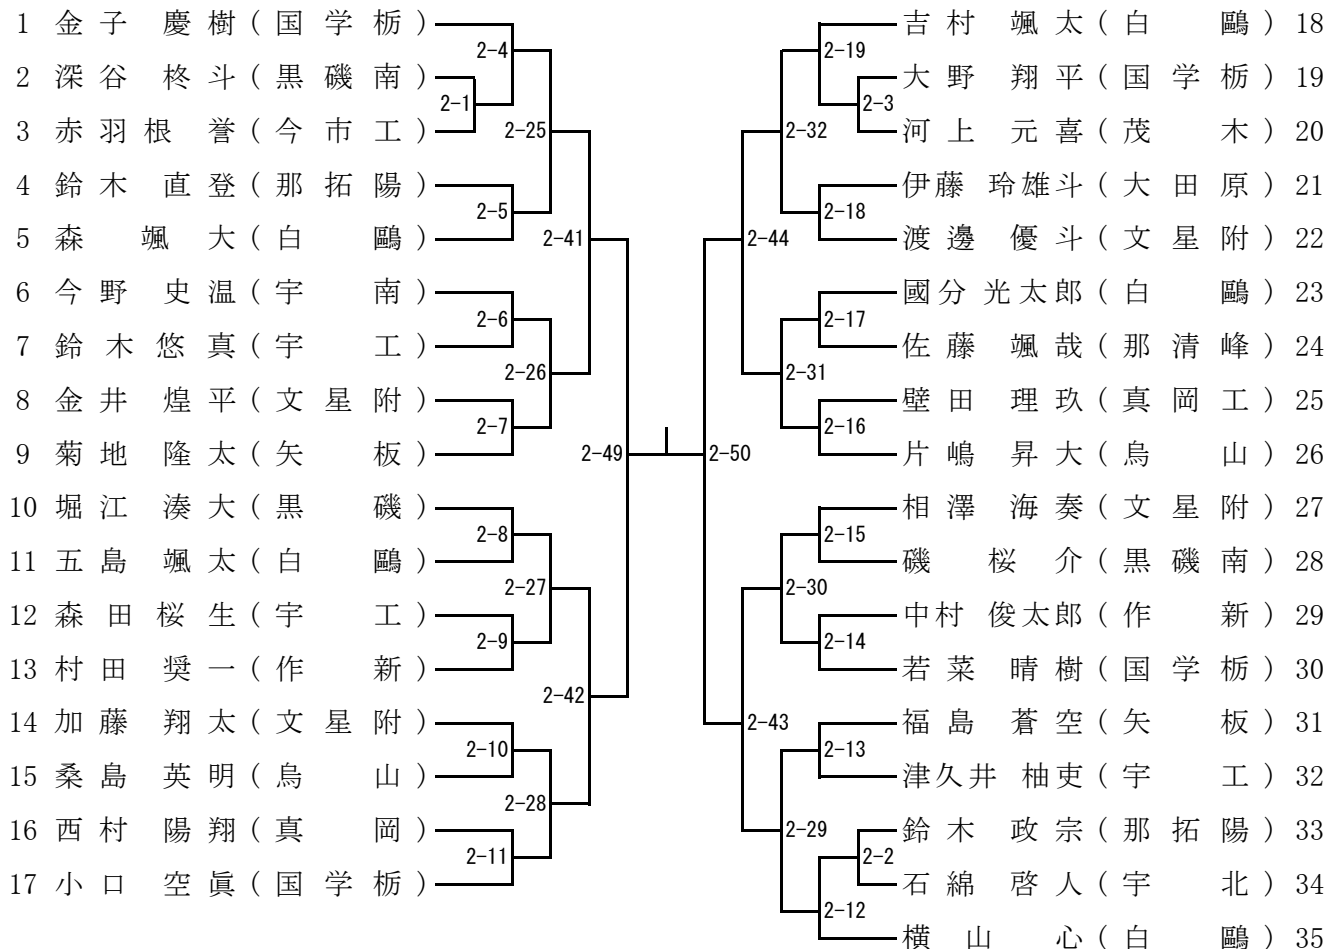 1 金子 慶樹(国学栃)
2-4
2 深谷 柊斗(黒磯南)
2-1
3 赤羽根 誉(今市工)
2-25
4 鈴木 直登(那拓陽)
2-5
5 森 颯大(白鷗)
2-41
6 今野 史温(宇南)
2-6
7 鈴木悠真(宇工)
2-26
8 金井 煌平(文星附)
2-7
9 菊地 隆太(矢板)
2-49
10 堀江 湊大(黒磯)
2-8
11 五島 颯太(白鷗)
2-27
12 森田桜生(宇工)
2-9
13 村田 奨一(作新)
2-42
14 加藤 翔太(文星附)
2-10
15 桑島 英明(烏山)
2-28
16 西村 陽翔(真岡)
2-11
17 小口 空眞(国学栃)
吉村 颯太(白鷗) 18
2-19
大野 翔平(国学栃) 19
2-3
河上 元喜(茂木) 20
2-32
伊藤 玲雄斗(大田原) 21
2-18
渡邊 優斗(文星附) 22
2-44
國分 光太郎(白鷗) 23
2-17
佐藤 颯哉(那清峰) 24
2-31
壁田 理玖(真岡工) 25
2-16
片嶋 昇大(烏山) 26
2-50
相澤 海奏(文星附) 27
2-15
磯 桜介(黒磯南) 28
2-30
中村 俊太郎(作新) 29
2-14
若菜 晴樹(国学栃) 30
2-43
福島 蒼空(矢板) 31
2-13
津久井 柚吏(宇工) 32
2-29
鈴木 政宗(那拓陽) 33
2-2
石綿 啓人(宇北) 34
2-12
横山 心(白鷗) 35